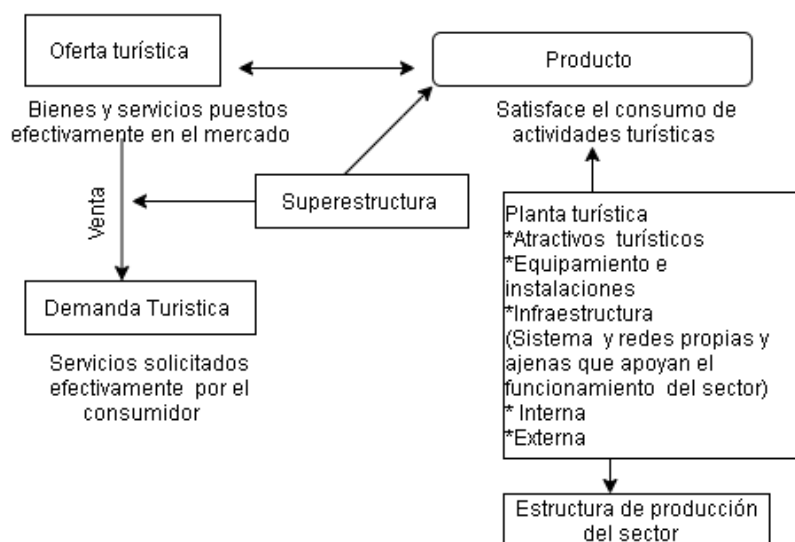 Oferta turística
Producto
Bienes y servicios puestos
efectivamente en el mercado
Satisface el consumo de
actividades turísticas
Venta
Superestructura
Planta turística
*Atractivos turísticos
*Equipamiento e
instalaciones
*Infraestructura
(Sistema y redes propias y
ajenas que apoyan el
funcionamiento del sector)
* Interna
*Externa
Demanda Turistica
Servicios solicitados
efectivamente por el
consumidor
Estructura de producción
del sector